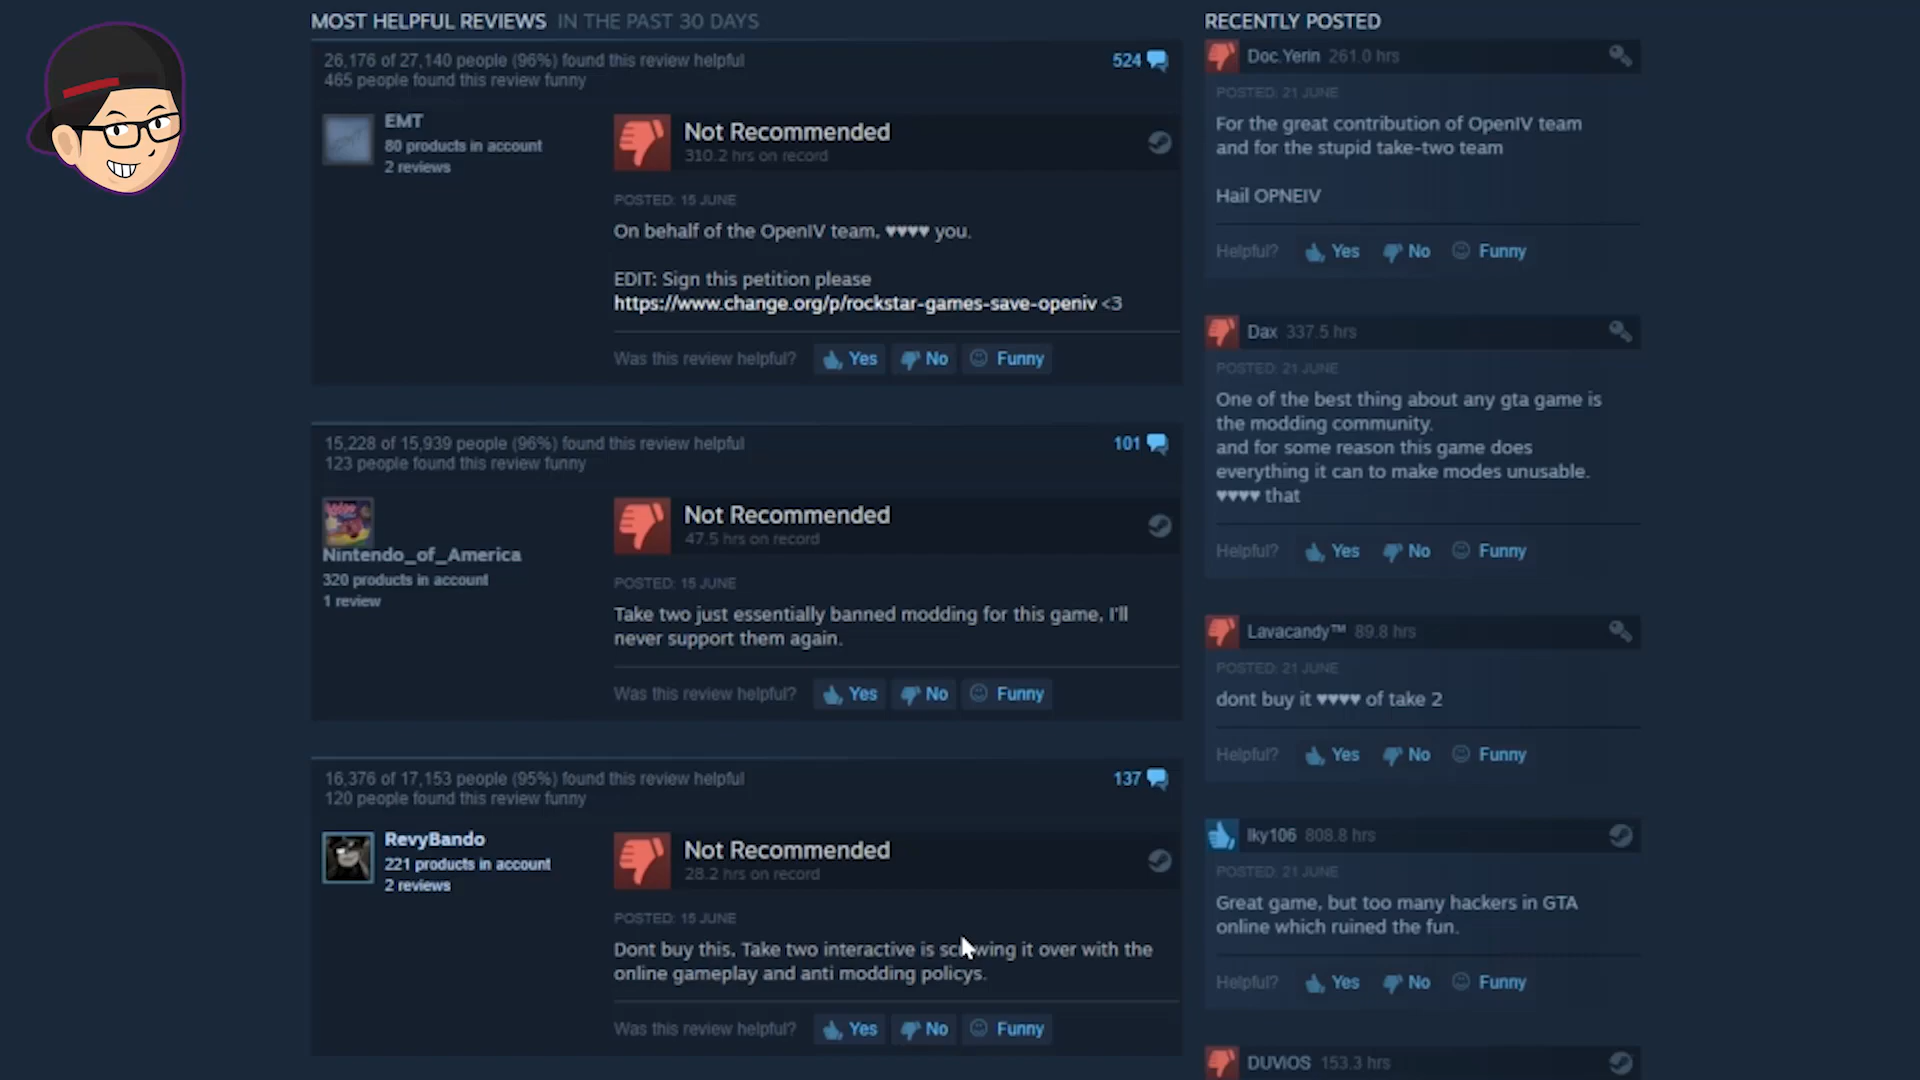 MOST HELPFUL REVIEWS IN THE PAST 30 DAYS
26,176 of 27,140 people (96%) found this review helpful
465 people found this review funny
524
EMT
80 products in account
2 reviews
Not Recommended
310.2 hrs on record
POSTED: 15 JUNE
On behalf of the OpenIV team, ♥♥♥♥ you.
EDIT: Sign this petition please
https://www.change.org/p/rockstar-games-save-openiv <3
Was this review helpful? Yes No Funny
15,228 of 15,939 people (96%) found this review helpful
123 people found this review funny
101
Nintendo_of_America
320 products in account
1 review
Not Recommended
47.5 hrs on record
POSTED: 15 JUNE
Take two just essentially banned modding for this game, I'll
never support them again.
Was this review helpful? Yes No Funny
16,376 of 17,153 people (95%) found this review helpful
120 people found this review funny
137
RevyBando
221 products in account
2 reviews
Not Recommended
28.2 hrs on record
POSTED: 15 JUNE
Dont buy this, Take two interactive is screwing it over with the
online gameplay and anti modding policys.
Was this review helpful? Yes No Funny
RECENTLY POSTED
Doc.Yerin 261.0 hrs
POSTED: 21 JUNE
For the great contribution of OpenIV team
and for the stupid take-two team
Hail OPNEIV
Helpful? Yes No Funny
Dax 337.5 hrs
POSTED: 21 JUNE
One of the best thing about any gta game is
the modding community.
and for some reason this game does
everything it can to make modes unusable.
♥♥♥♥ that
Helpful? Yes No Funny
Lavacandy™ 89.8 hrs
POSTED: 21 JUNE
dont buy it ♥♥♥♥ of take 2
Helpful? Yes No Funny
lky106 808.8 hrs
POSTED: 21 JUNE
Great game, but too many hackers in GTA
online which ruined the fun.
Helpful? Yes No Funny
DUViOS 153.3 hrs